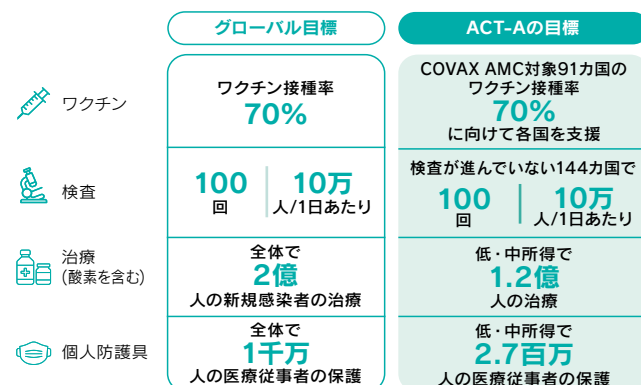 グローバル目標
ACT-Aの目標
ワクチン
ワクチン接種率
70%
COVAX AMC対象91カ国の
ワクチン接種率
70%
に向けて各国を支援
検査
100
回
10万
人/1日あたり
検査が進んでいない144カ国で
100
回
10万
人/1日あたり
治療
(酸素を含む)
全体で
2億
人の新規感染者の治療
低・中所得で
1.2億
人の治療
個人防護具
全体で
1千万
人の医療従事者の保護
低・中所得で
2.7百万
人の医療従事者の保護